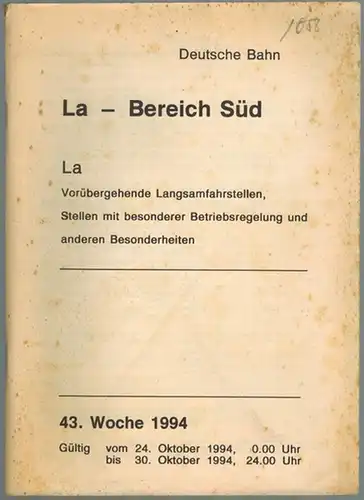 Deutsche Bahn
La – Bereich Süd
La
Vorübergehende Langsamfahrstellen,
Stellen mit besonderer Betriebsregelung und
anderen Besonderheiten
43. Woche 1994
Gültig vom 24. Oktober 1994, 0.00 Uhr
bis 30. Oktober 1994, 24.00 Uhr